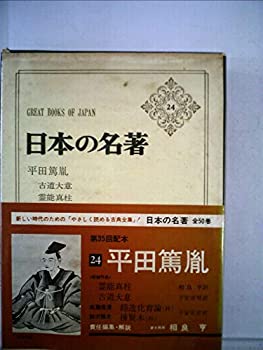 GREAT BOOKS OF JAPAN
24
日本の名著
平田篤胤
古道大意
霊能真柱
新しい時代のための「やさしく読める古典全集」!
日本の名著 全50巻
第35回配本
24 平田篤胤
霊能真柱
古道大意
責任編集・解説
相良 亨